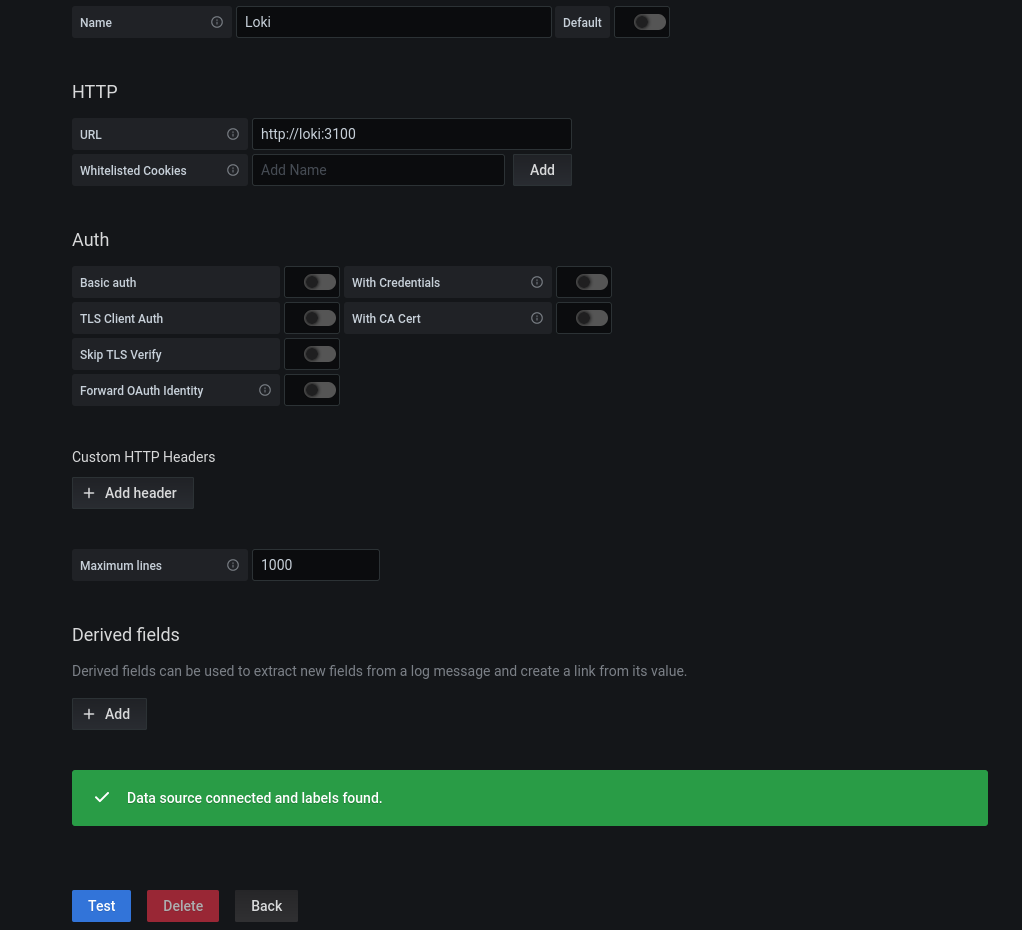 Name Loki Default
HTTP
URL http://loki:3100
Whitelisted Cookies Add Name Add
Auth
Basic auth With Credentials
TLS Client Auth With CA Cert
Skip TLS Verify
Forward OAuth Identity
Custom HTTP Headers
+ Add header
Maximum lines 1000
Derived fields
Derived fields can be used to extract new fields from a log message and create a link from its value.
+ Add
Data source connected and labels found.
Test Delete Back